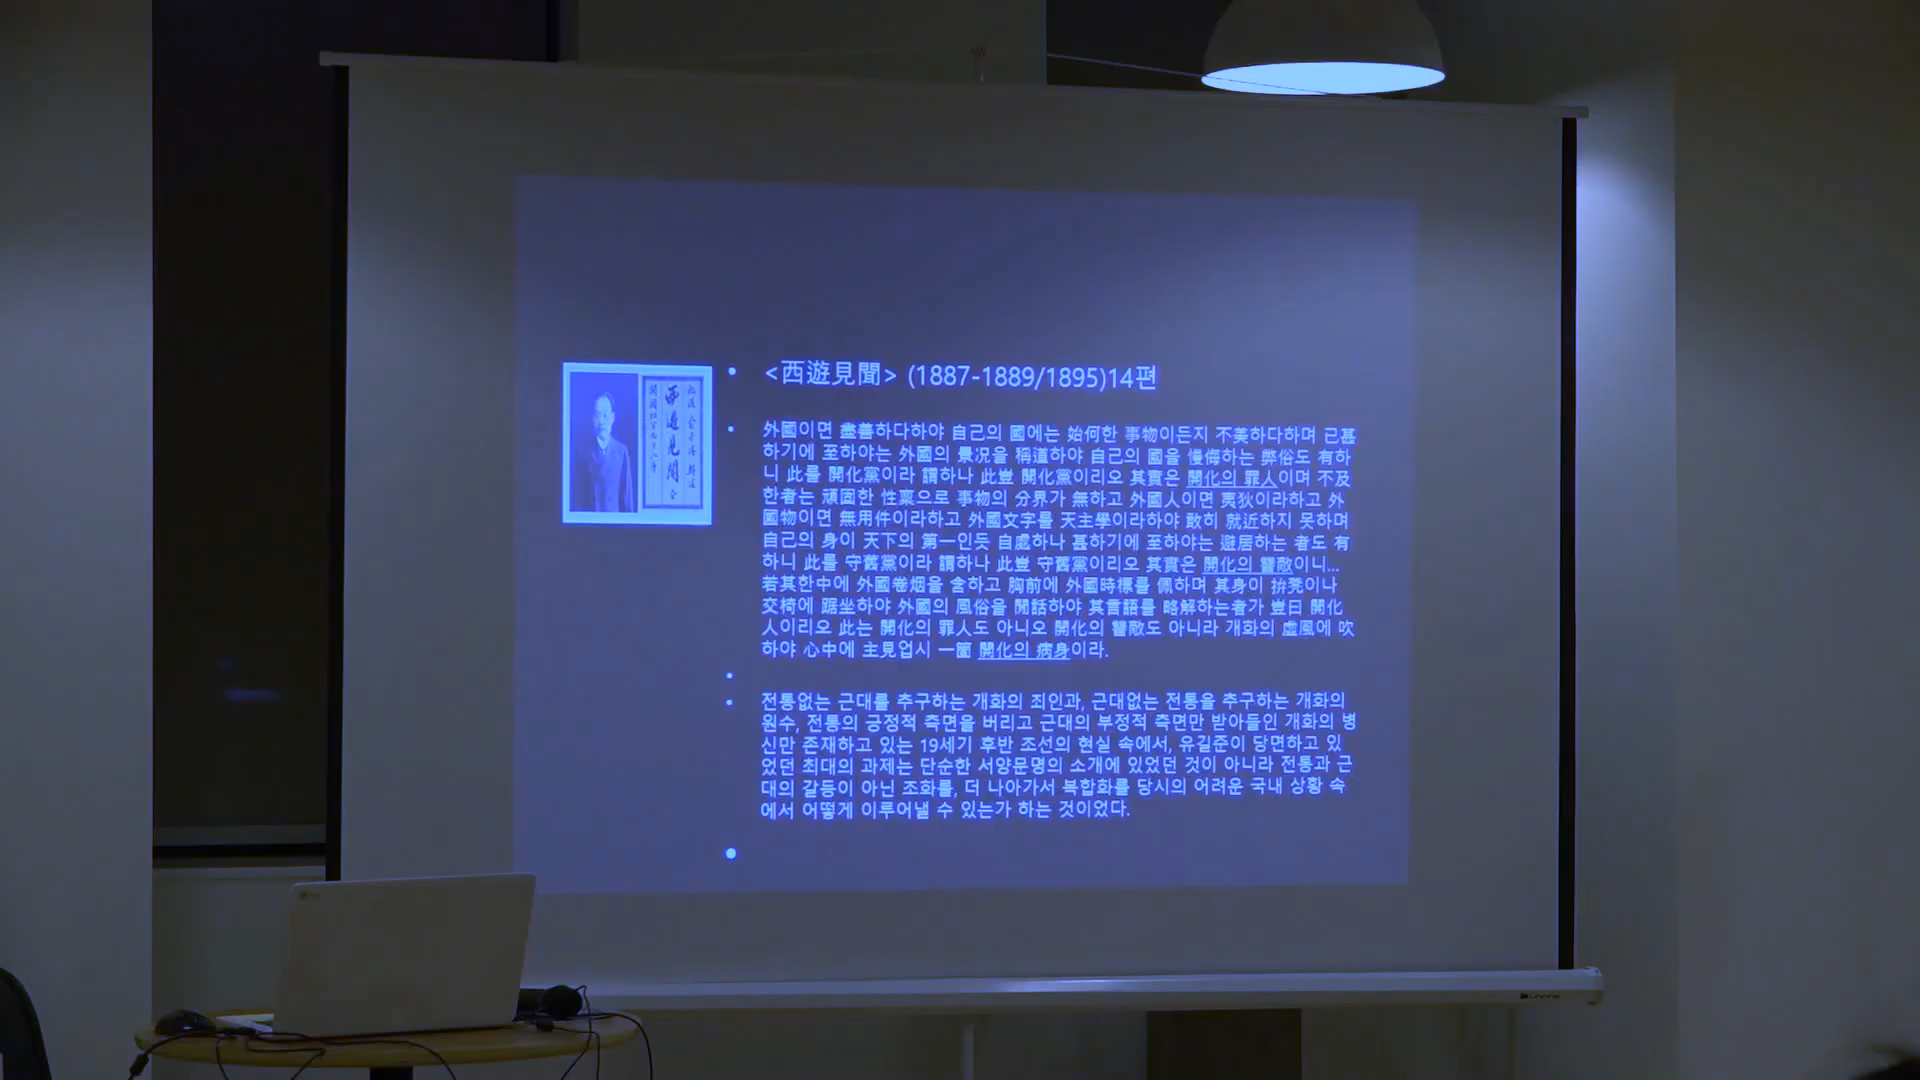 <西遊見聞> (1887-1889/1895)14편
外國이면 盡善하다하야 自己의 國에는 始何한 事物이든지 不美하다하며 已甚
하기에 至하야는 外國의 景况을 稱道하야 自己의 國을 慢侮하는 弊俗도 有하
니 此를 開化黨이라 謂하나 此豈 開化黨이리오 其實은 開化의 罪人이며 不及
한者는 頑固한 性稟으로 事物의 分界가 無하고 外國人이면 夷狄이라하고 外
國物이면 無用件이라하고 外國文字를 天主學이라하야 敢히 就近하지 못하며
自己의 身이 天下의 第一인듯 自處하나 甚하기에 至하야는 避居하는 者도 有
하니 此를 守舊黨이라 謂하나 此豈 守舊黨이리오 其實은 開化의 讐敵이니...
若其한中에 外國卷烟을 含하고 胸前에 外國時標를 佩하며 其身이 拚凳이나
交椅에 踞坐하야 外國의 風俗을 閒話하야 其言語를 略解하는者가 豈曰 開化
人이리오 此는 開化의 罪人도 아니오 開化의 讐敵도 아니라 개화의 虛風에 吹
하야 心中에 主見업시 一箇 開化의 病身이라.
전통없는 근대를 추구하는 개화의 죄인과, 근대없는 전통을 추구하는 개화의
원수, 전통의 긍정적 측면을 버리고 근대의 부정적 측면만 받아들인 개화의 병
신만 존재하고 있는 19세기 후반 조선의 현실 속에서, 유길준이 당면하고 있
었던 최대의 과제는 단순한 서양문명의 소개에 있었던 것이 아니라 전통과 근
대의 갈등이 아닌 조화를, 더 나아가서 복합화를 당시의 어려운 국내 상황 속
에서 어떻게 이루어낼 수 있는가 하는 것이었다.
西遊見聞